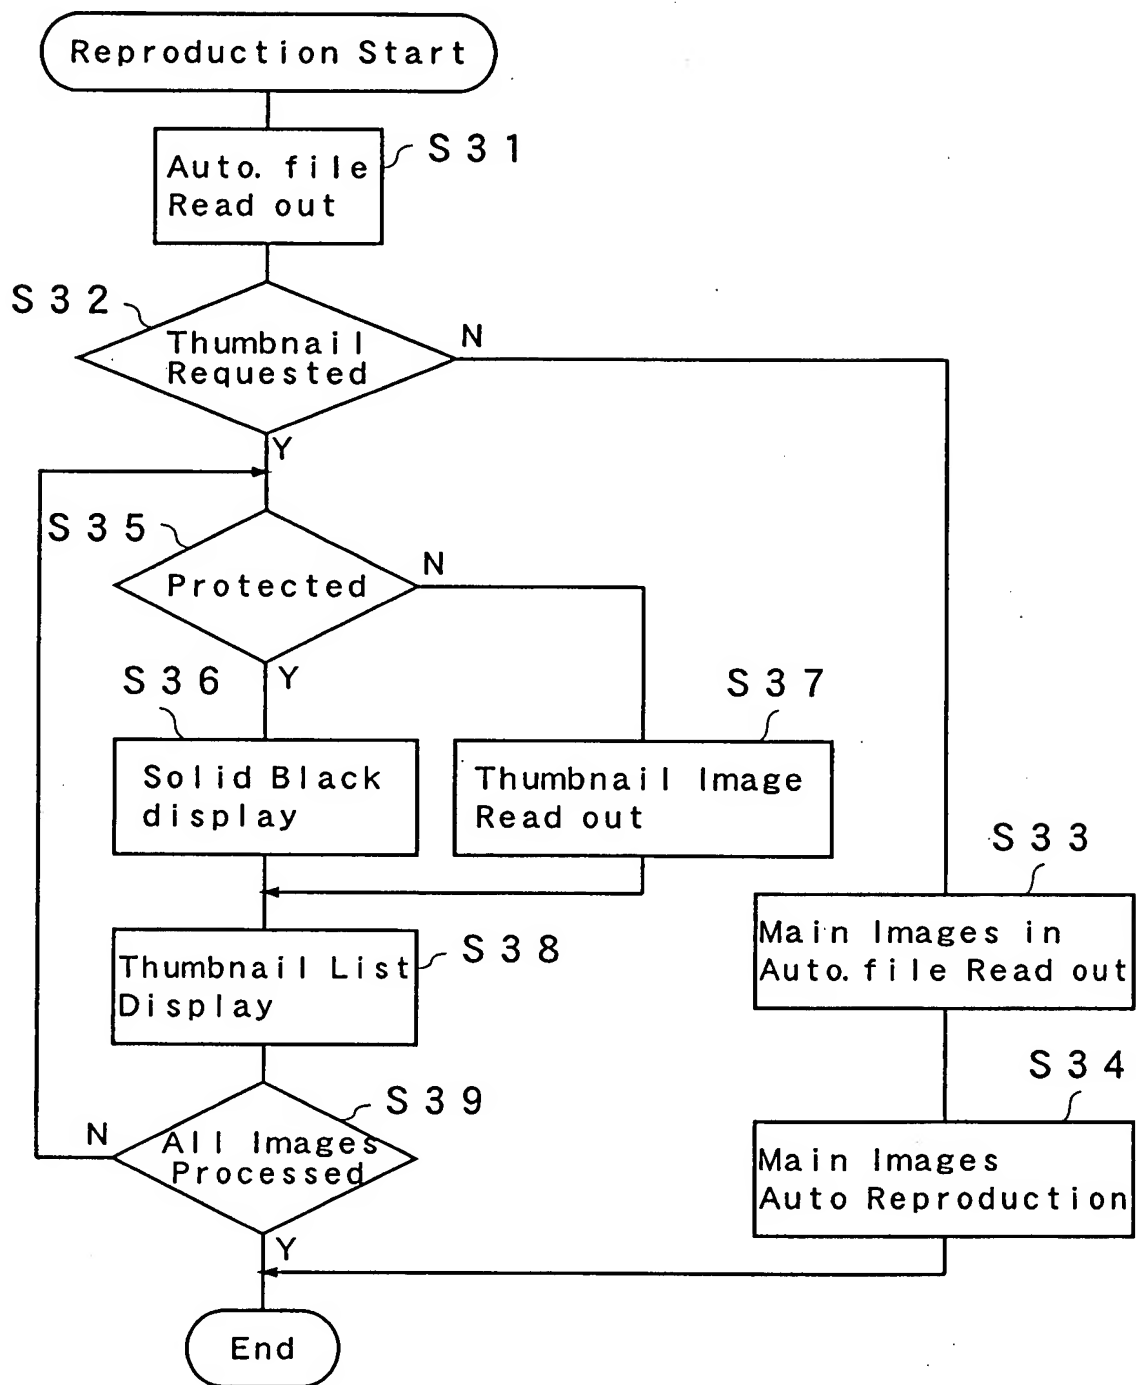 Reproduction Start
S31
Auto. file
Read out
S32
Thumbnail
Requested
N
Y
S35
Protected
N
Y
S36
Solid Black
display
S37
Thumbnail Image
Read out
S33
Main Images in
Auto.file Read out
S38
Thumbnail List
Display
S34
Main Images
Auto Reproduction
S39
All Images
Processed
N
Y
End